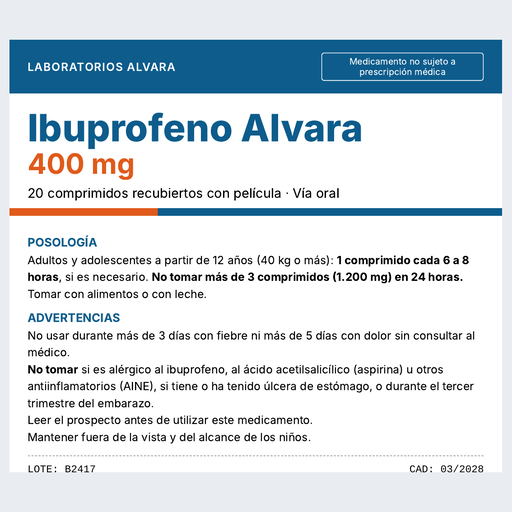 LABORATORIOS ALVARA
Medicamento no sujeto a
prescripción médica
Ibuprofeno Alvara
400 mg
20 comprimidos recubiertos con película · Vía oral
POSOLOGÍA
Adultos y adolescentes a partir de 12 años (40 kg o más): 1 comprimido cada 6 a 8
horas, si es necesario. No tomar más de 3 comprimidos (1.200 mg) en 24 horas.
Tomar con alimentos o con leche.
ADVERTENCIAS
No usar durante más de 3 días con fiebre ni más de 5 días con dolor sin consultar al
médico.
No tomar si es alérgico al ibuprofeno, al ácido acetilsalicílico (aspirina) u otros
antiinflamatorios (AINE), si tiene o ha tenido úlcera de estómago, o durante el tercer
trimestre del embarazo.
Leer el prospecto antes de utilizar este medicamento.
Mantener fuera de la vista y del alcance de los niños.
LOTE: B2417
CAD: 03/2028